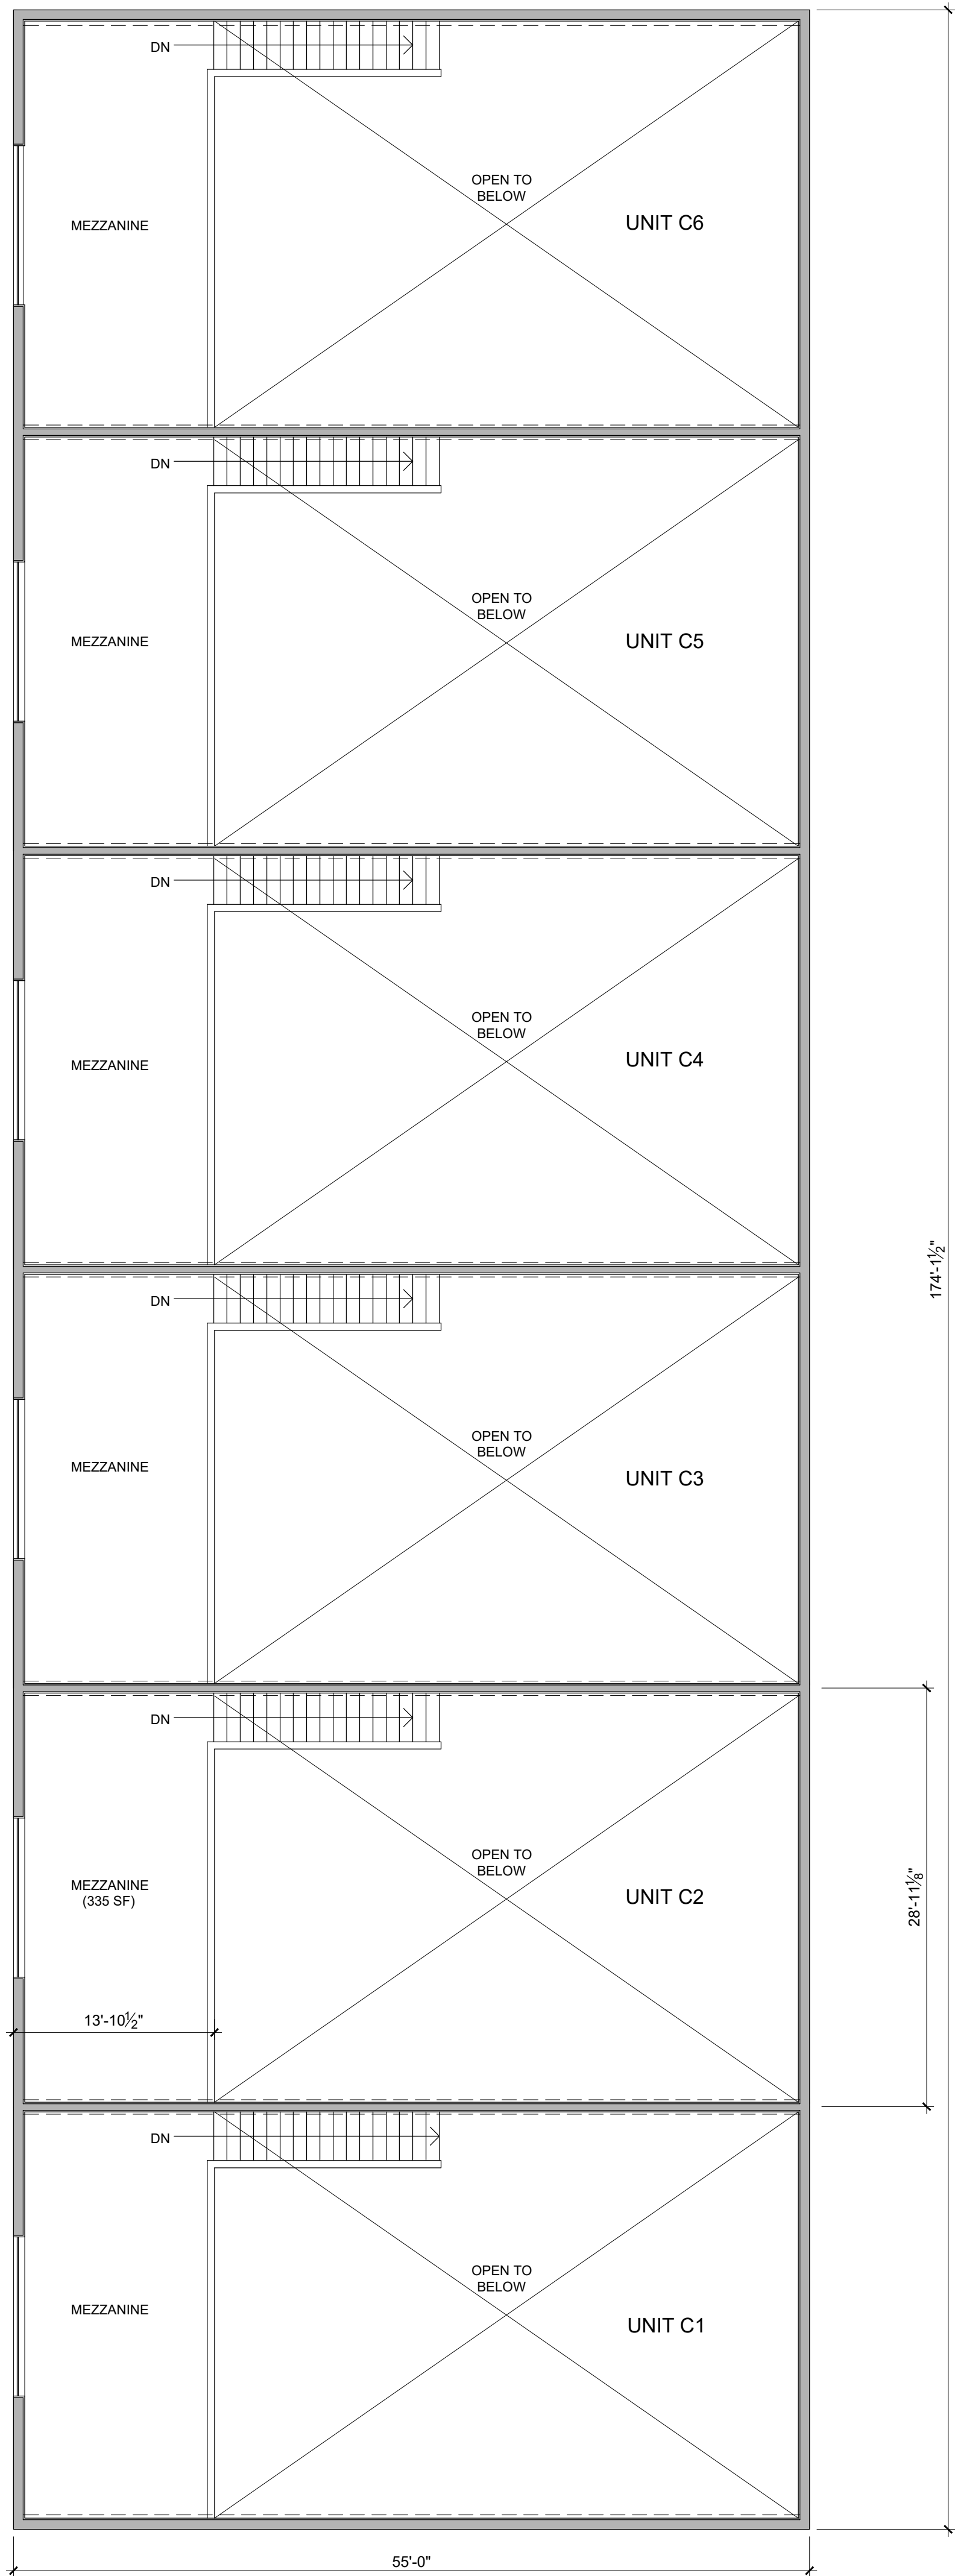 DN
OPEN TO
BELOW
MEZZANINE
UNIT C6
DN
OPEN TO
BELOW
MEZZANINE
UNIT C5
DN
OPEN TO
BELOW
MEZZANINE
UNIT C4
174'-1½"
DN
OPEN TO
BELOW
MEZZANINE
UNIT C3
DN
OPEN TO
BELOW
MEZZANINE
(335 SF)
UNIT C2
28'-11⅛"
13'-10½"
DN
OPEN TO
BELOW
MEZZANINE
UNIT C1
55'-0"